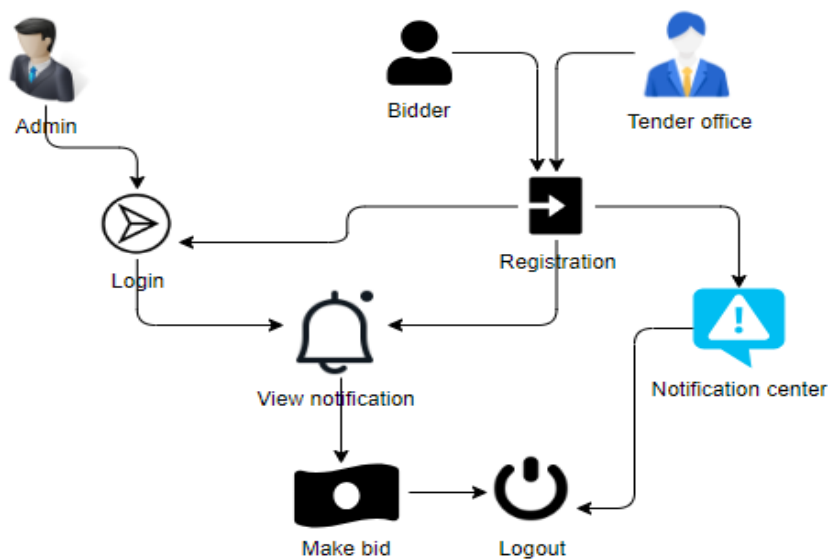 Bidder
Tender office
Admin
Registration
Login
Notification center
View notification
Make bid
Logout